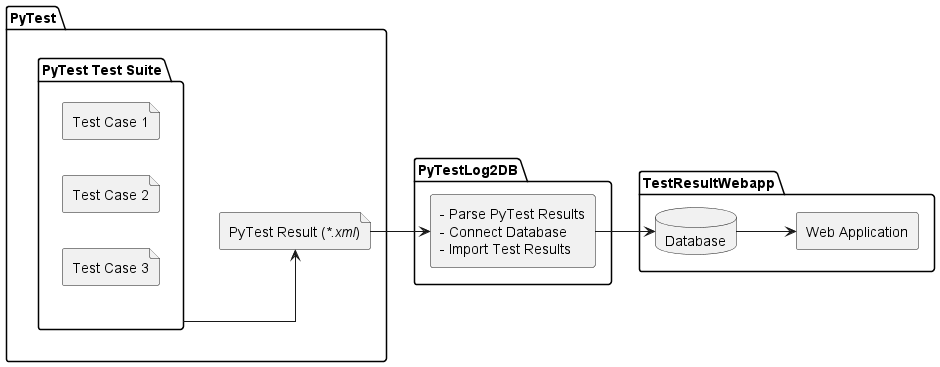 PyTest
PyTest Test Suite
Test Case 1
Test Case 2
Test Case 3
PyTest Result (*.xml)
PyTestLog2DB
- Parse PyTest Results
- Connect Database
- Import Test Results
TestResultWebapp
Database
Web Application